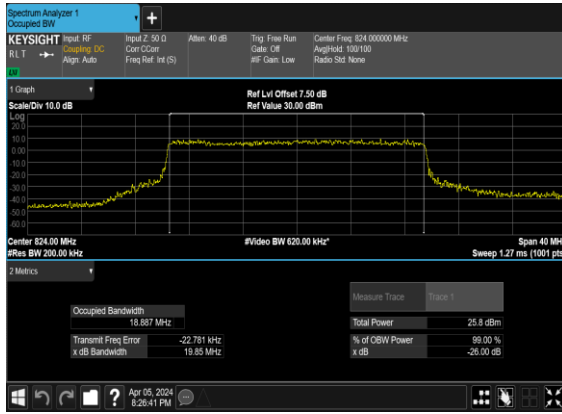 Spectrum Analyzer 1
Occupied BW
KEYSIGHT Input: RF Input Z: 50 Ω Atten: 40 dB Trig: Free Run Center Freq: 824.000000 MHz
RLT Coupling: DC Corr CCorr Gate: Off Avg|Hold: 100/100
Align: Auto Freq Ref: Int (S) #IF Gain: Low Radio Std: None
LW
1 Graph
Ref Lvl Offset 7.50 dB
Scale/Div 10.0 dB Ref Value 30.00 dBm
Log
20.0
10.0
0.00
-10.0
-20.0
-30.0
-40.0
-50.0
-60.0
Center 824.00 MHz #Video BW 620.00 kHz* Span 40 MH
#Res BW 200.00 kHz Sweep 1.27 ms (1001 pts
2 Metrics
Measure Trace Trace 1
Occupied Bandwidth
18.887 MHz
Total Power 25.8 dBm
Transmit Freq Error -22.781 kHz % of OBW Power 99.00 %
x dB Bandwidth 19.85 MHz x dB -26.00 dB
Apr 05, 2024
8:26:41 PM